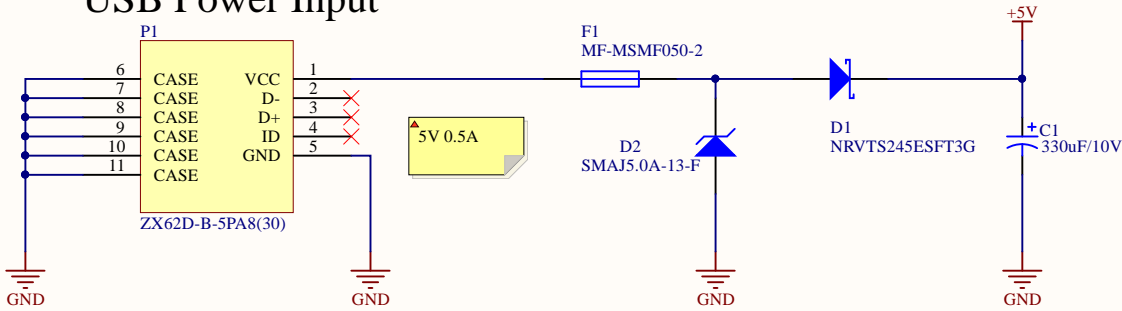 USB Power Input
+5V
P1
F1
MF-MSMF050-2
6 CASE VCC 1
7 CASE D- 2
8 CASE D+ 3
9 CASE ID 4
10 CASE GND 5
11 CASE
5V 0.5A
D2
SMAJ5.0A-13-F
D1
NRVTS245ESFT3G
+
C1
330uF/10V
ZX62D-B-5PA8(30)
GND
GND
GND
GND